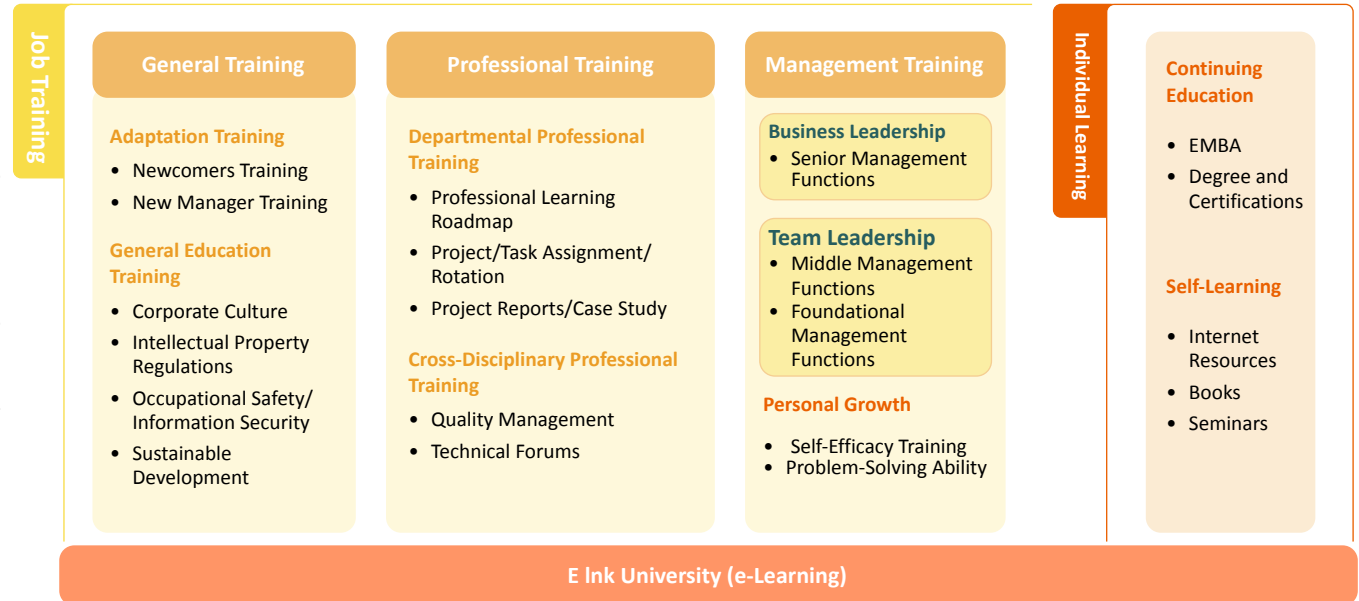 Job Training
General Training
Adaptation Training
• Newcomers Training
• New Manager Training
General Education
Training
• Corporate Culture
• Intellectual Property
Regulations
• Occupational Safety/
Information Security
• Sustainable
Development
Professional Training
Departmental Professional
Training
• Professional Learning
Roadmap
• Project/Task Assignment/
Rotation
• Project Reports/Case Study
Cross-Disciplinary Professional
Training
• Quality Management
• Technical Forums
Management Training
Business Leadership
• Senior Management
Functions
Team Leadership
• Middle Management
Functions
• Foundational
Management
Functions
Personal Growth
• Self-Efficacy Training
• Problem-Solving Ability
Individual Learning
Continuing
Education
• EMBA
• Degree and
Certifications
Self-Learning
• Internet
Resources
• Books
• Seminars
E Ink University (e-Learning)